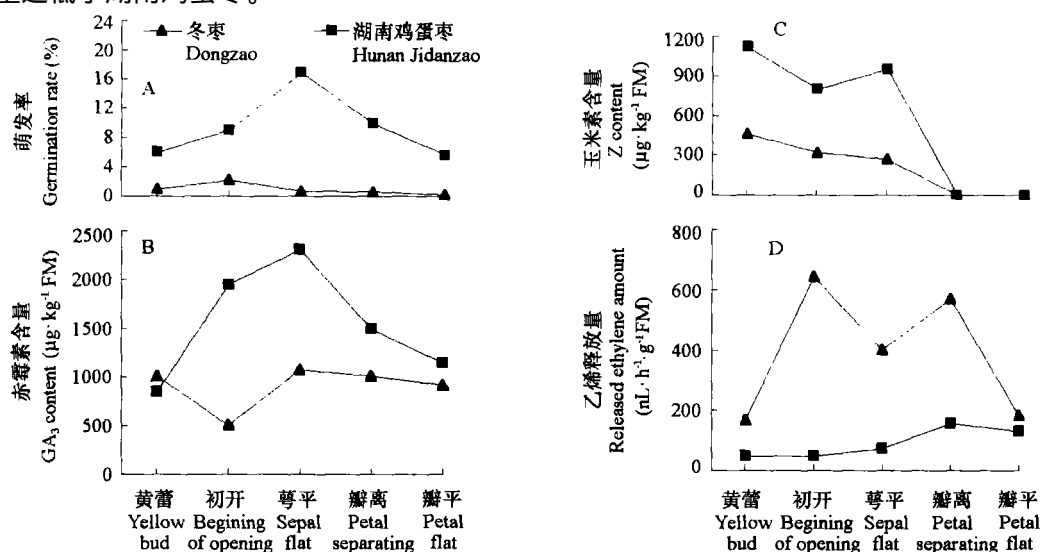 冬枣
Dongzao
湖南鸡蛋枣
Hunan Jidanzao
萌发率
Germination rate (%)
24
20
16
12
8
4
0
A
赤霉素含量
GA₃ content (μg·kg⁻¹ FM)
2500
2000
1500
1000
500
0
B
黄蕾 初开 萼平 瓣离 瓣平
Yellow Begining Sepal Petal Petal
bud of opening flat separating flat
玉米素含量
Z content
(μg·kg⁻¹ FM)
1200
900
600
300
0
C
乙烯释放量
Released ethylene amount
(nL·h⁻¹·g⁻¹FM)
800
600
400
200
0
D
黄蕾 初开 萼平 瓣离 瓣平
Yellow Begining Sepal Petal Petal
bud of opening flat separating flat